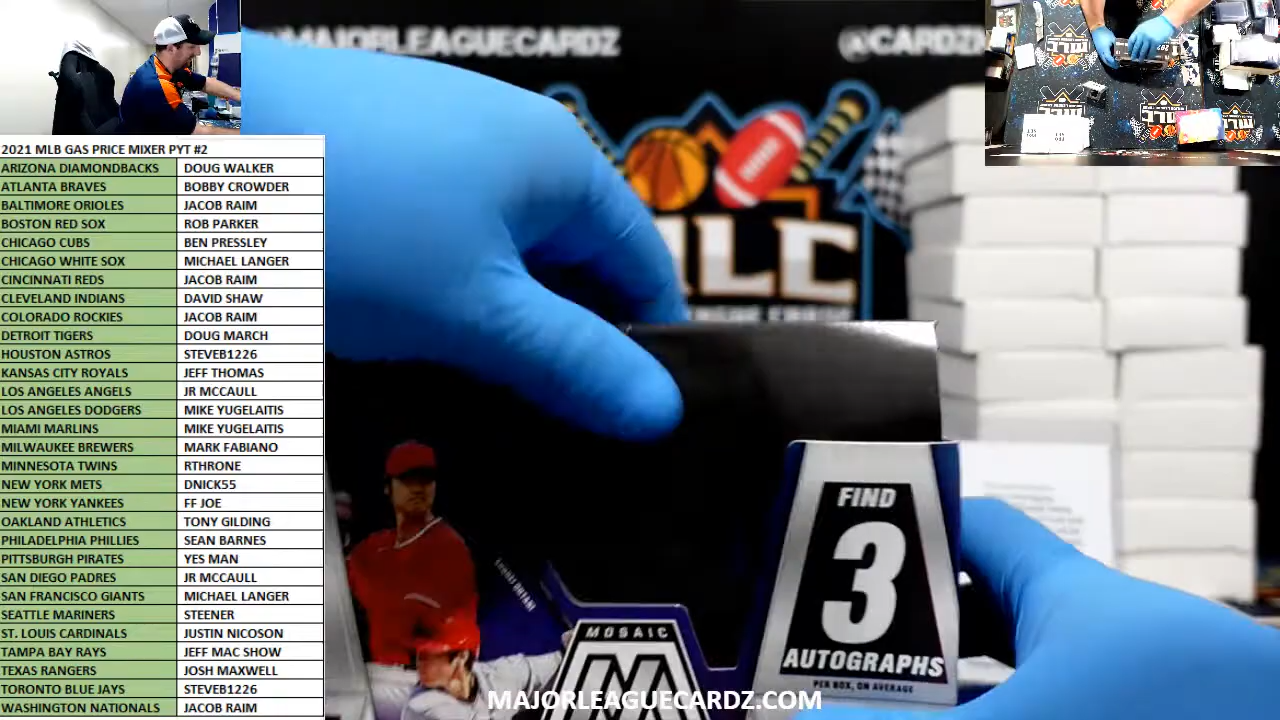 MAJORLEAGUECARDZ
@CARDZ
2021 MLB GAS PRICE MIXER PYT #2
ARIZONA DIAMONDBACKS DOUG WALKER
ATLANTA BRAVES BOBBY CROWDER
BALTIMORE ORIOLES JACOB RAIM
BOSTON RED SOX ROB PARKER
CHICAGO CUBS BEN PRESSLEY
CHICAGO WHITE SOX MICHAEL LANGER
CINCINNATI REDS JACOB RAIM
CLEVELAND INDIANS DAVID SHAW
COLORADO ROCKIES JACOB RAIM
DETROIT TIGERS DOUG MARCH
HOUSTON ASTROS STEVEB1226
KANSAS CITY ROYALS JEFF THOMAS
LOS ANGELES ANGELS JR MCCAULL
LOS ANGELES DODGERS MIKE YUGELAITIS
MIAMI MARLINS MIKE YUGELAITIS
MILWAUKEE BREWERS MARK FABIANO
MINNESOTA TWINS RTHRONE
NEW YORK METS DNICK55
NEW YORK YANKEES FF JOE
OAKLAND ATHLETICS TONY GILDING
PHILADELPHIA PHILLIES SEAN BARNES
PITTSBURGH PIRATES YES MAN
SAN DIEGO PADRES JR MCCAULL
SAN FRANCISCO GIANTS MICHAEL LANGER
SEATTLE MARINERS STEENER
ST. LOUIS CARDINALS JUSTIN NICOSON
TAMPA BAY RAYS JEFF MAC SHOW
TEXAS RANGERS JOSH MAXWELL
TORONTO BLUE JAYS STEVEB1226
WASHINGTON NATIONALS JACOB RAIM
MLC
SHOHEI OHTANI
MOSAIC
M
FIND
3
AUTOGRAPHS
PER BOX, ON AVERAGE
MAJORLEAGUECARDZ.COM
MLC